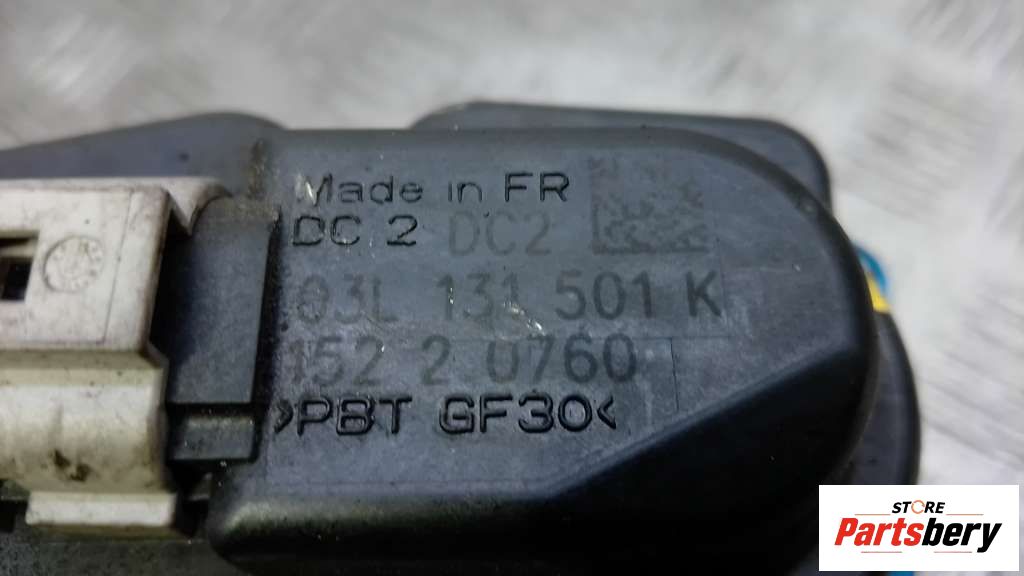 Made in FR
DC 2 DC2
03L 131 501 K
152 2 0760
>PBT GF30<
STORE
Partsbery